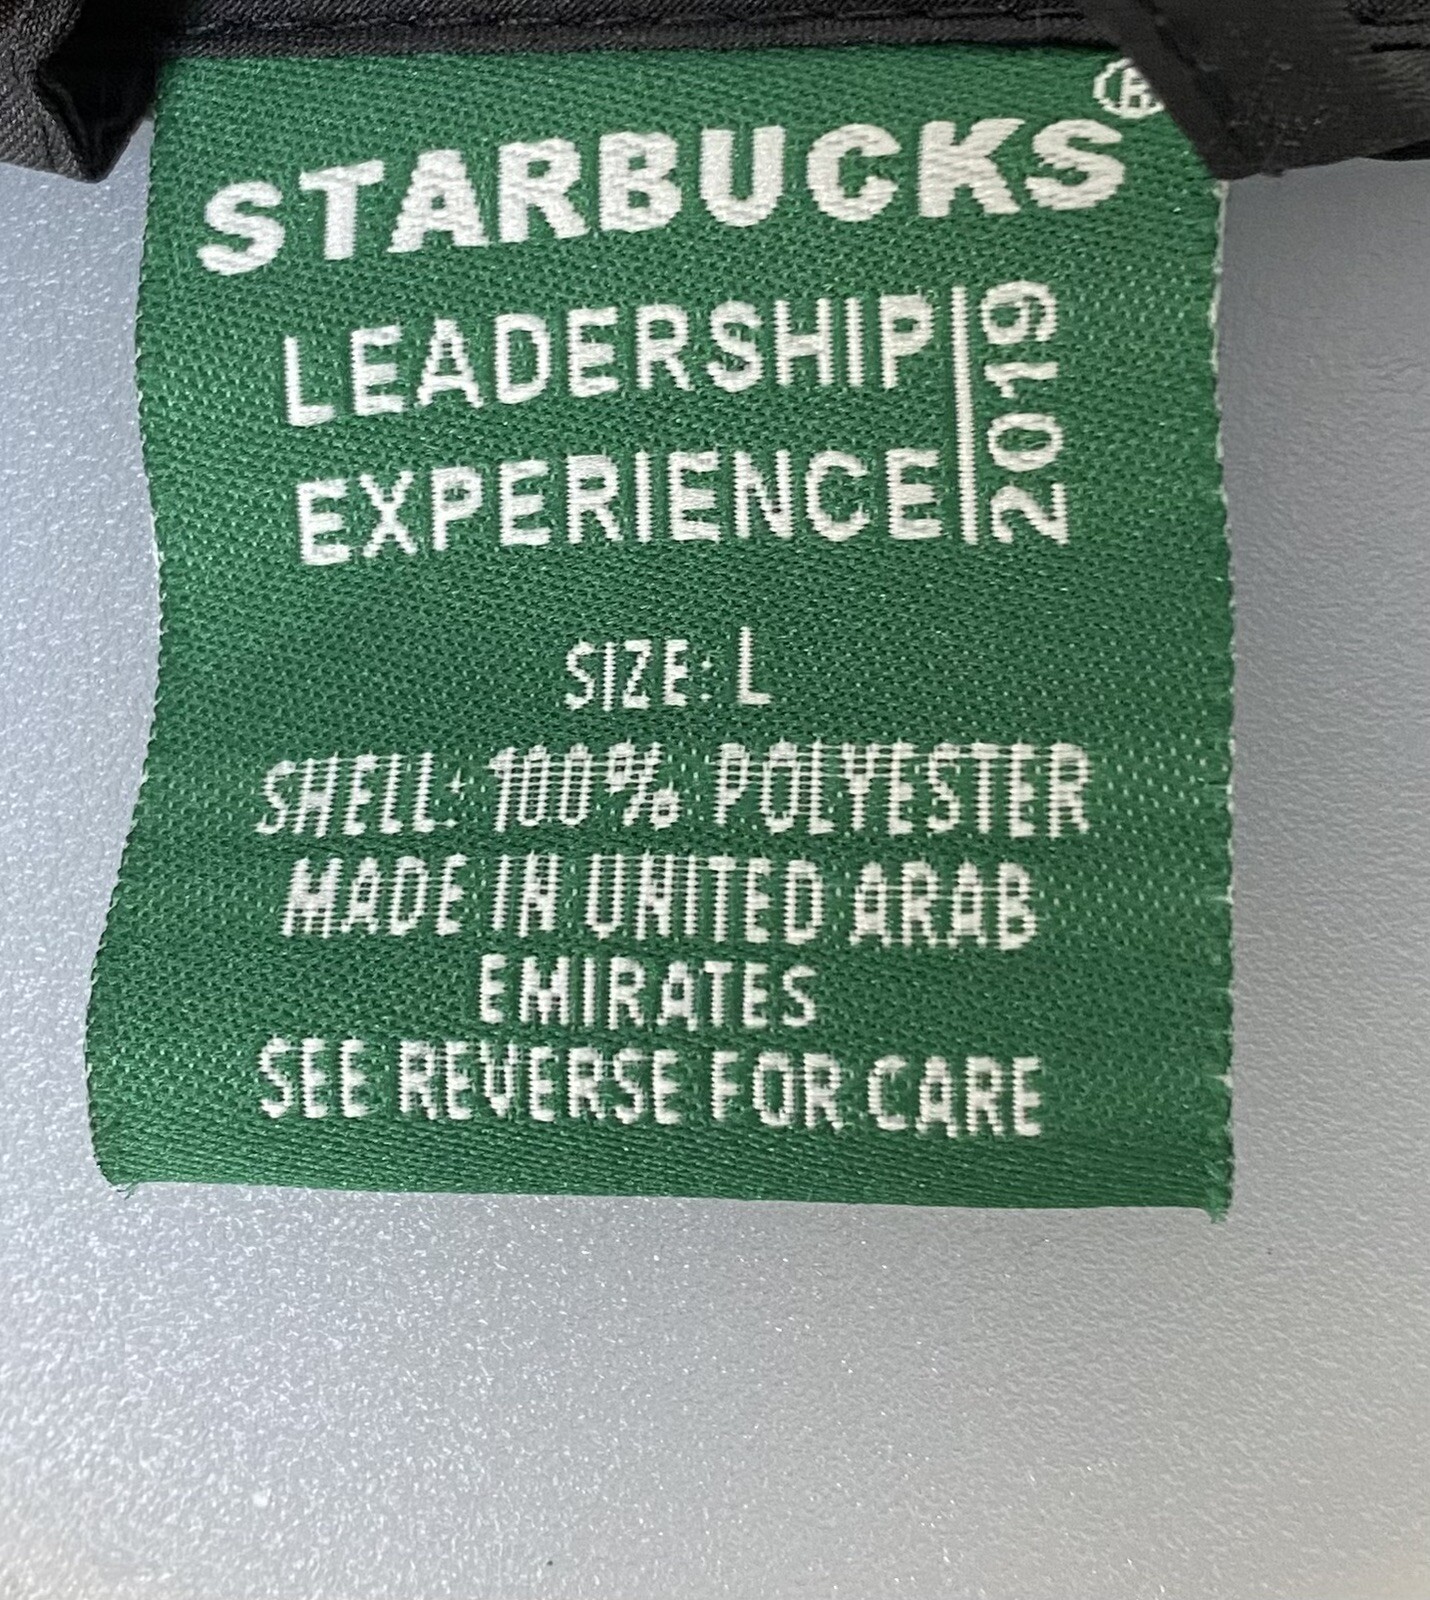 STARBUCKS®
LEADERSHIP
EXPERIENCE
2019
SIZE: L
SHELL: 100% POLYESTER
MADE IN UNITED ARAB
EMIRATES
SEE REVERSE FOR CARE